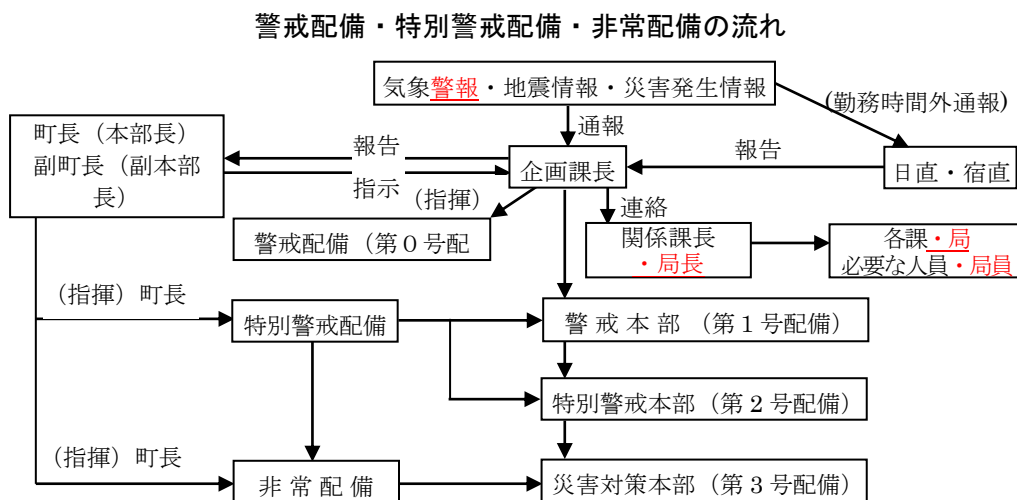 警戒配備・特別警戒配備・非常配備の流れ
気象警報・地震情報・災害発生情報
(勤務時間外通報)
通報
町長（本部長）
副町長（副本部
長）
報告
指示
企画課長
報告
日直・宿直
(指揮)
連絡
警戒配備（第０号配
関係課長
・局長
各課・局
必要な人員・局員
(指揮）町長
特別警戒配備
警 戒 本 部 （第１号配備）
特別警戒本部（第２号配備）
(指揮）町長
非 常 配 備
災害対策本部（第３号配備）